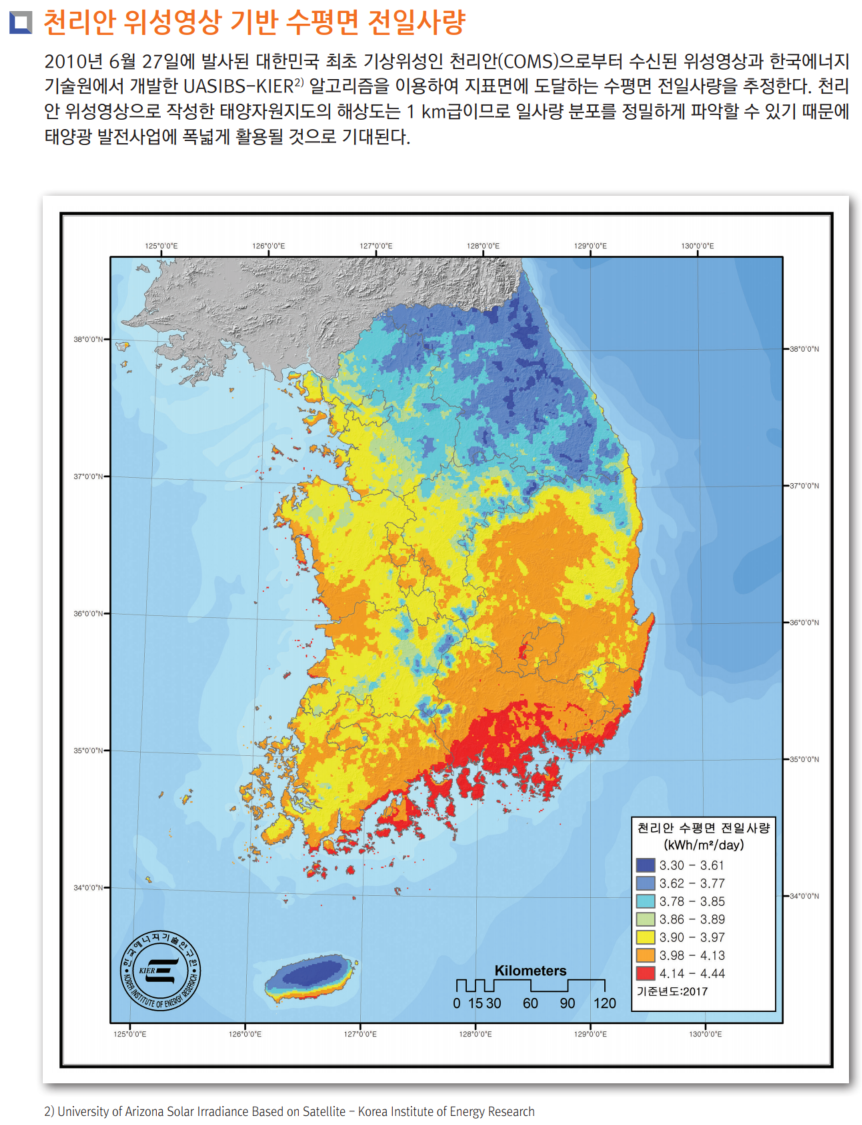 천리안 위성영상 기반 수평면 전일사량
2010년 6월 27일에 발사된 대한민국 최초 기상위성인 천리안(COMS)으로부터 수신된 위성영상과 한국에너지
기술원에서 개발한 UASIBS-KIER2) 알고리즘을 이용하여 지표면에 도달하는 수평면 전일사량을 추정한다. 천리
안 위성영상으로 작성한 태양자원지도의 해상도는 1 km급이므로 일사량 분포를 정밀하게 파악할 수 있기 때문에
태양광 발전사업에 폭넓게 활용될 것으로 기대된다.
125°0'0"E 126°0'0"E 127°0'0"E 128°0'0"E 129°0'0"E 130°0'0"E
38°0'0"N 38°0'0"N
37°0'0"N 37°0'0"N
36°0'0"N 36°0'0"N
35°0'0"N 35°0'0"N
34°0'0"N 34°0'0"N
천리안 수평면 전일사량
(kWh/m²/day)
3.30 - 3.61
3.62 - 3.77
3.78 - 3.85
3.86 - 3.89
3.90 - 3.97
3.98 - 4.13
4.14 - 4.44
기준년도:2017
한국에너지기술연구원
KIER
KOREA INSTITUTE OF ENERGY RESEARCH
Kilometers
0 15 30 60 90 120
125°0'0"E 126°0'0"E 127°0'0"E 128°0'0"E 129°0'0"E 130°0'0"E
2) University of Arizona Solar Irradiance Based on Satellite – Korea Institute of Energy Research